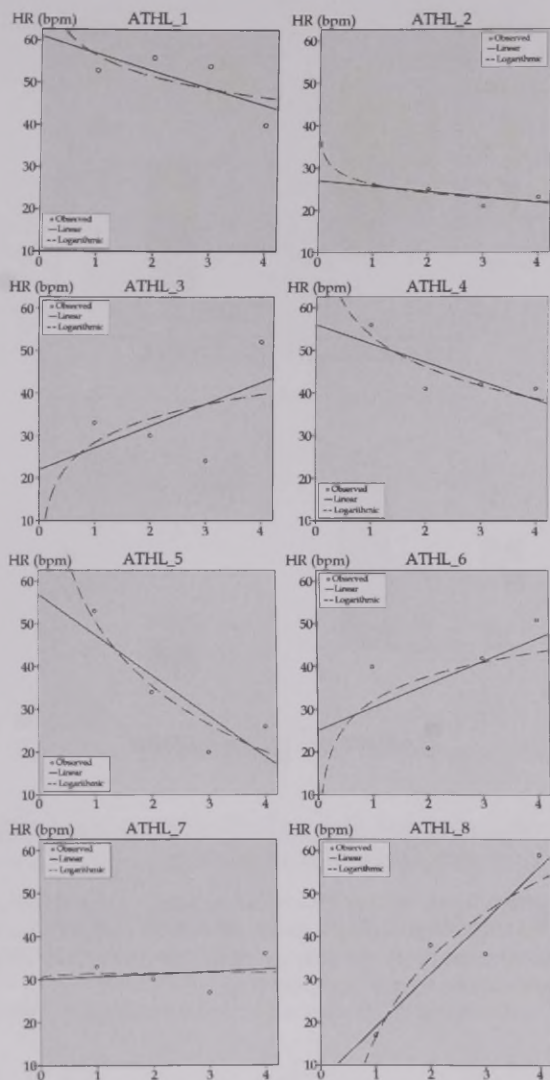 HR (bpm) ATHL_1
60
50
40
30
20
10
Observed
Linear
Logarithmic
0 1 2 3 4
HR (bpm) ATHL_2
Observed
Linear
Logarithmic
60
50
40
30
20
10
0 1 2 3 4
HR (bpm) ATHL_3
Observed
Linear
Logarithmic
60
50
40
30
20
10
0 1 2 3 4
HR (bpm) ATHL_4
60
50
40
30
20
10
Observed
Linear
Logarithmic
0 1 2 3 4
HR (bpm) ATHL_5
60
50
40
30
20
10
Observed
Linear
Logarithmic
0 1 2 3 4
HR (bpm) ATHL_6
Observed
Linear
Logarithmic
60
50
40
30
20
10
0 1 2 3 4
HR (bpm) ATHL_7
Observed
Linear
Logarithmic
60
50
40
30
20
10
0 1 2 3 4
HR (bpm) ATHL_8
Observed
Linear
Logarithmic
60
50
40
30
20
10
0 1 2 3 4